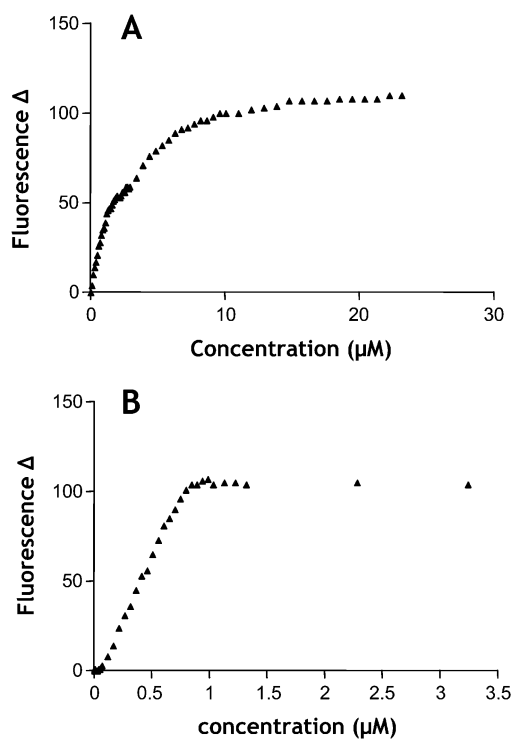 A
150
100
50
0
Fluorescence Δ
0 10 20 30
Concentration (µM)
B
150
100
50
0
Fluorescence Δ
0 0.5 1 1.5 2 2.5 3 3.5
concentration (µM)